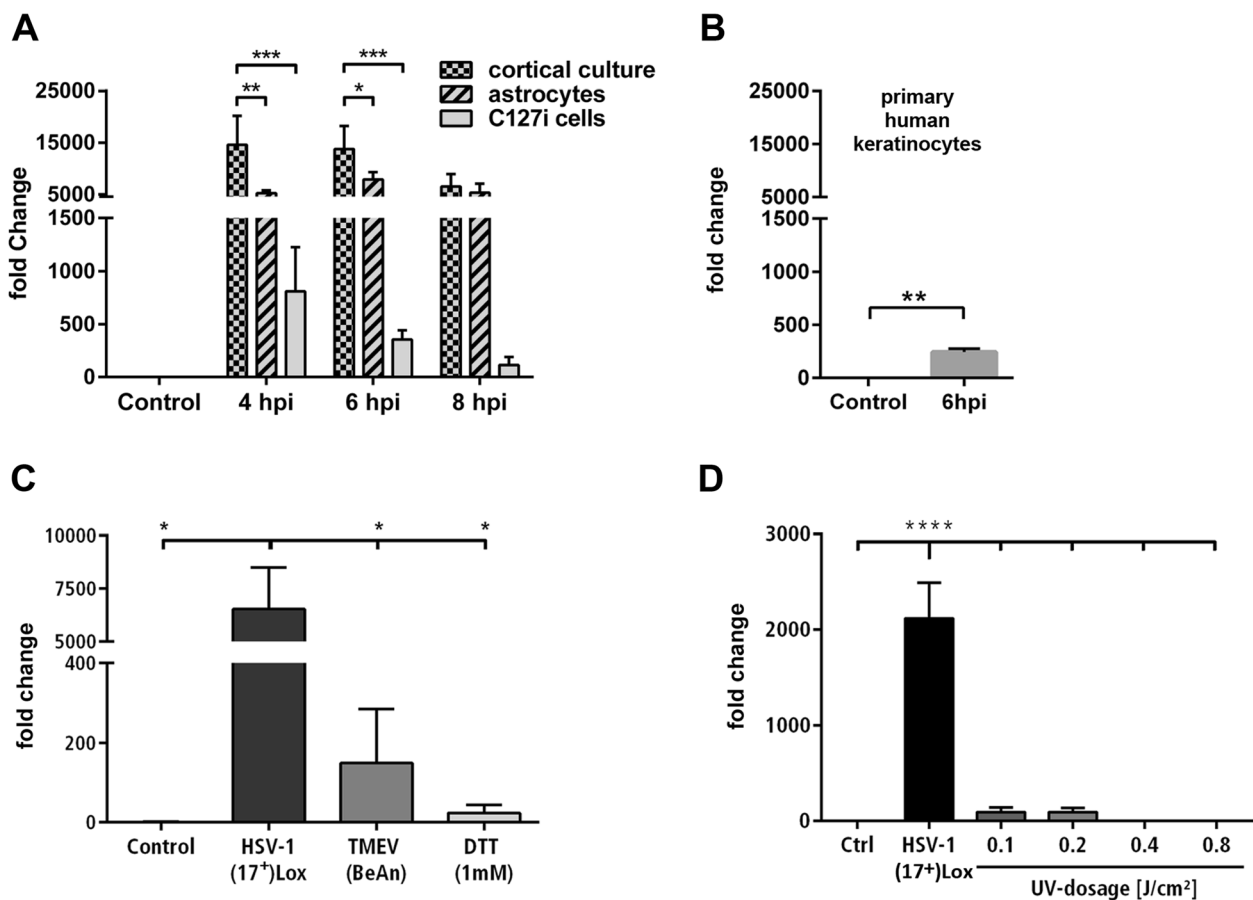 A
B
***
***
**
*
cortical culture
astrocytes
C127i cells
25000
15000
5000
1500
1000
500
0
fold Change
Control
4 hpi
6 hpi
8 hpi
primary
human
keratinocytes
25000
15000
5000
1500
1000
500
0
fold change
**
Control
6hpi
C
D
10000
7500
5000
400
200
0
fold change
*
*
*
Control
HSV-1
(17⁺)Lox
TMEV
(BeAn)
DTT
(1mM)
3000
2000
1000
0
fold change
****
Ctrl
HSV-1
(17⁺)Lox
0.1
0.2
0.4
0.8
UV-dosage [J/cm²]